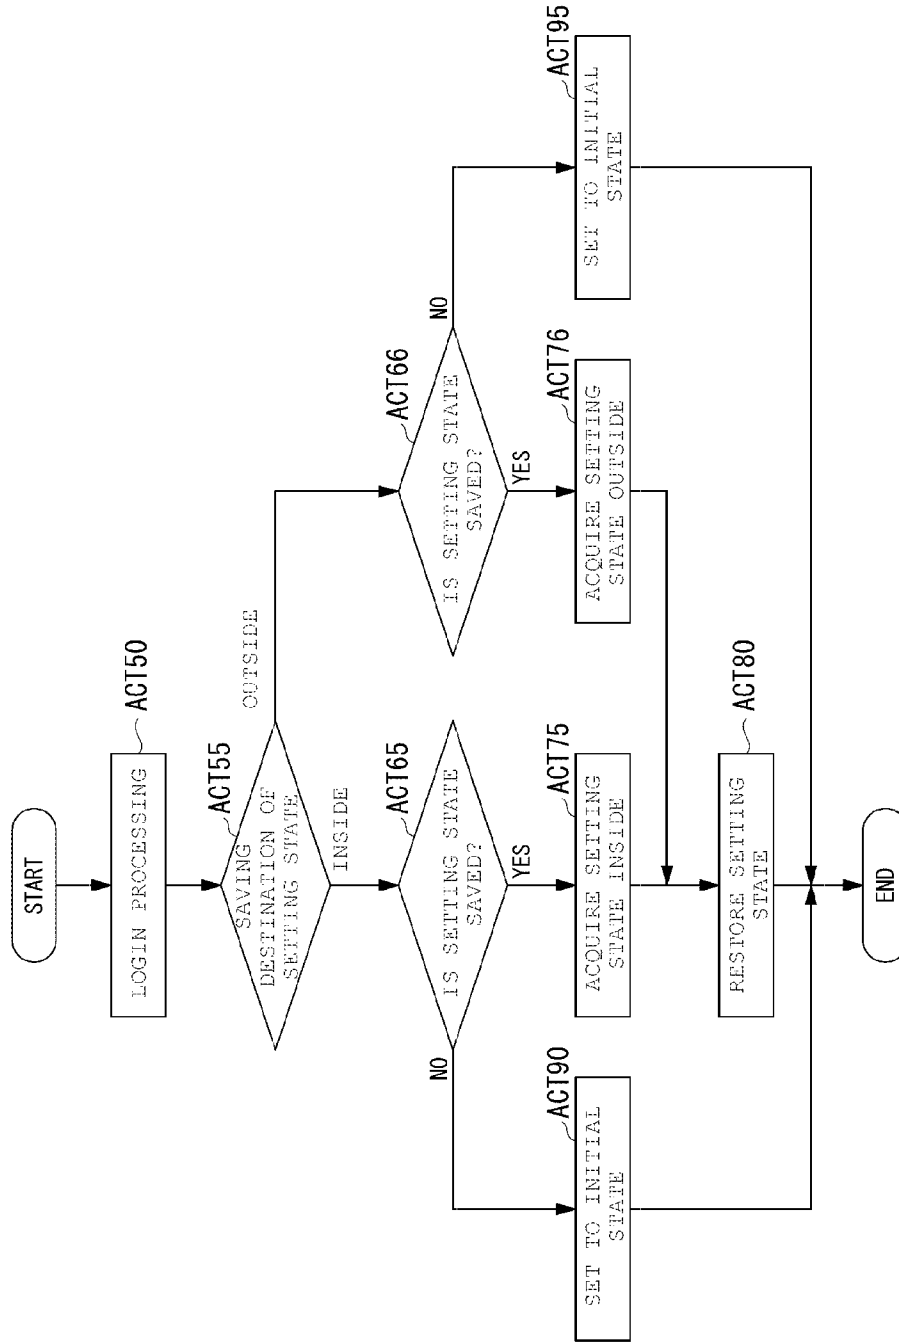 START
LOGIN PROCESSING
ACT50
SAVING
DESTINATION OF
SETTING STATE
ACT55
OUTSIDE
INSIDE
IS SETTING STATE
SAVED?
ACT65
NO
YES
IS SETTING STATE
SAVED?
ACT66
NO
YES
SET TO INITIAL
STATE
ACT90
ACQUIRE SETTING
STATE INSIDE
ACT75
ACQUIRE SETTING
STATE OUTSIDE
ACT76
SET TO INITIAL
STATE
ACT95
RESTORE SETTING
STATE
ACT80
END